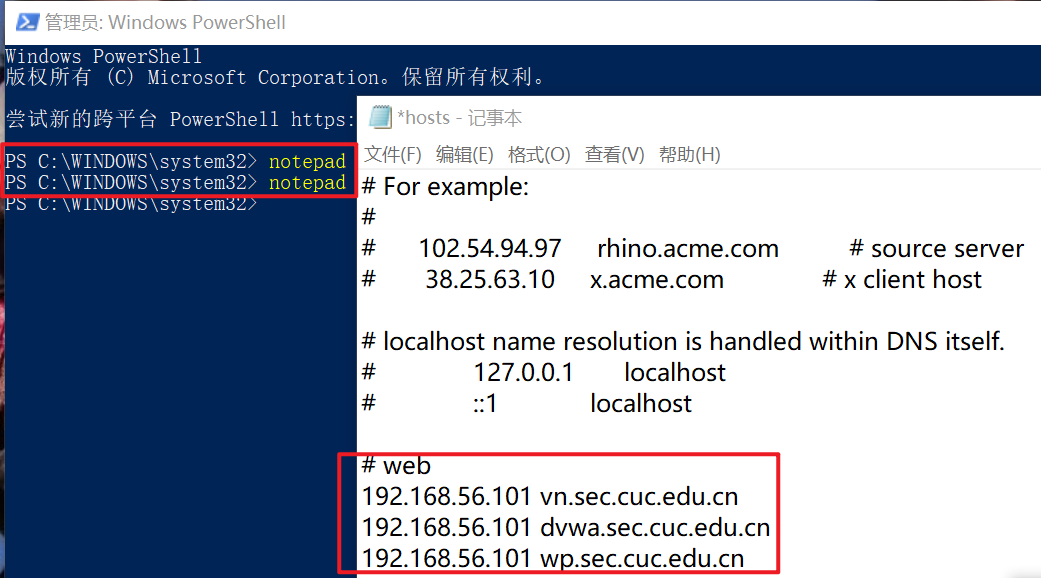 管理员: Windows PowerShell
Windows PowerShell
版权所有 (C) Microsoft Corporation。保留所有权利。
尝试新的跨平台 PowerShell https:
PS C:\WINDOWS\system32> notepad
PS C:\WINDOWS\system32> notepad
PS C:\WINDOWS\system32>
*hosts - 记事本
文件(F) 编辑(E) 格式(O) 查看(V) 帮助(H)
# For example:
#
# 102.54.94.97 rhino.acme.com # source server
# 38.25.63.10 x.acme.com # x client host
# localhost name resolution is handled within DNS itself.
# 127.0.0.1 localhost
# ::1 localhost
# web
192.168.56.101 vn.sec.cuc.edu.cn
192.168.56.101 dvwa.sec.cuc.edu.cn
192.168.56.101 wp.sec.cuc.edu.cn